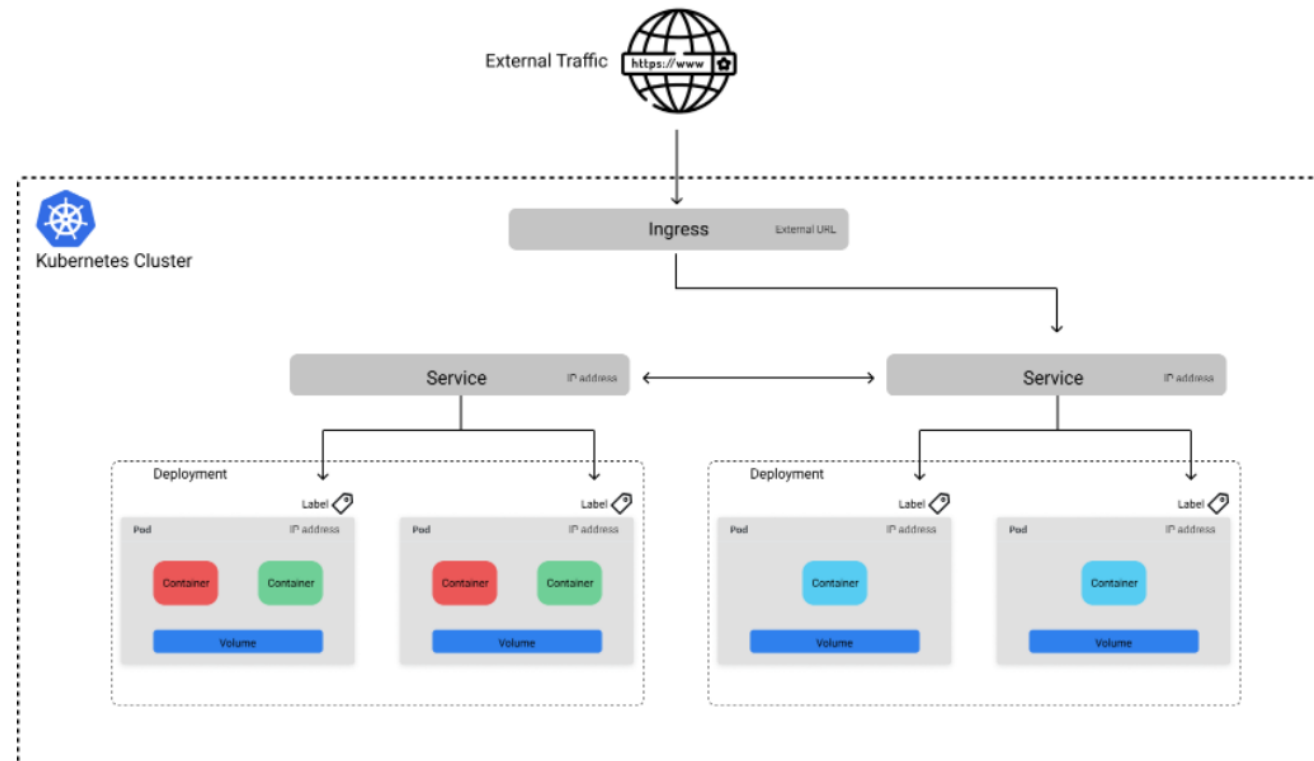 External Traffic
https://www
Kubernetes Cluster
Ingress External URL
Service IP address
Service IP address
Deployment
Deployment
Label
Label
Label
Label
Pod IP address
Pod IP address
Pod IP address
Pod IP address
Container
Container
Container
Container
Container
Container
Volume
Volume
Volume
Volume